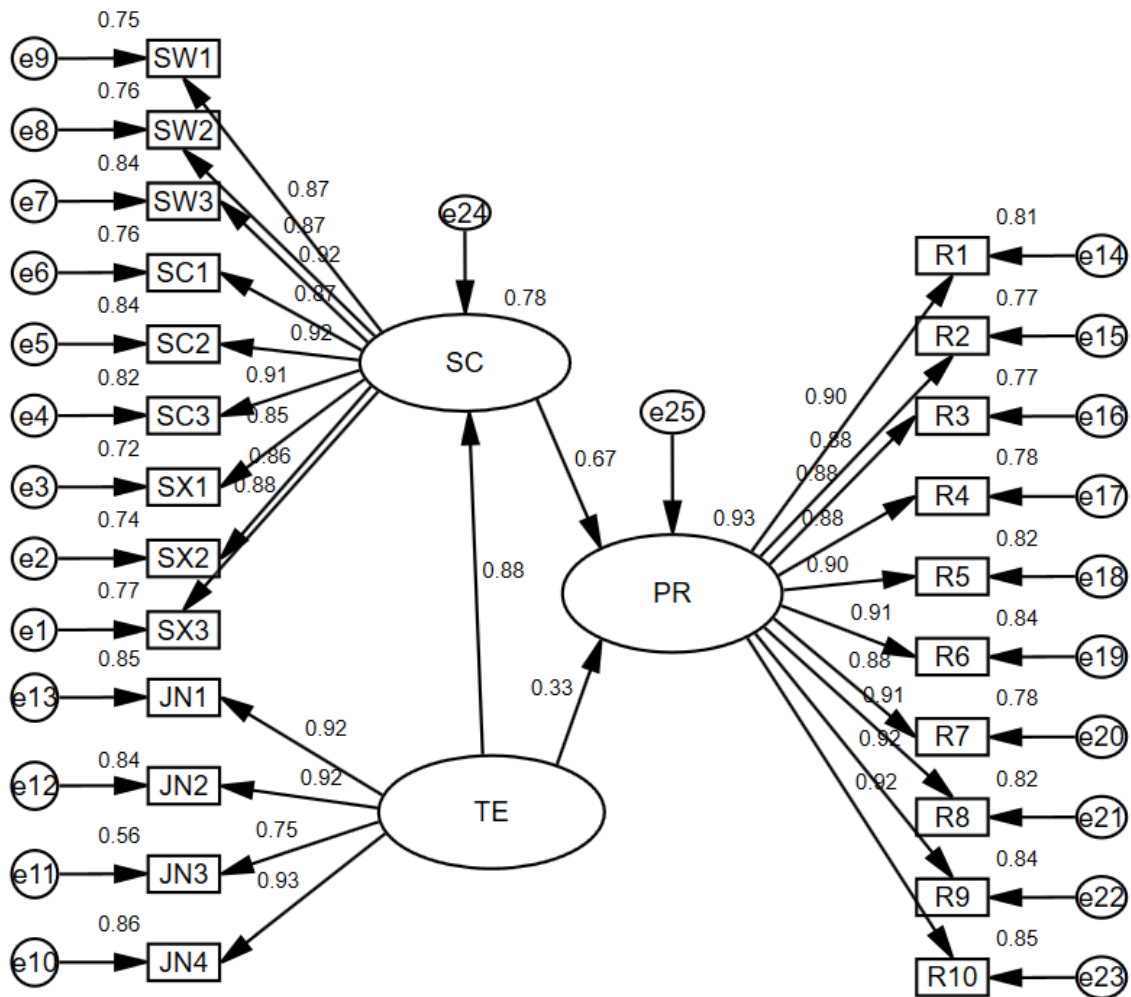 0.75
e9 SW1
0.76
e8 SW2
0.84
e7 SW3
0.76
e6 SC1
0.84
e5 SC2
0.82
e4 SC3
0.72
e3 SX1
0.74
e2 SX2
0.77
e1 SX3
0.85
e13 JN1
0.84
e12 JN2
0.56
e11 JN3
0.86
e10 JN4
0.87
0.87
0.92
0.87
0.92
0.91
0.85
0.86
0.88
e24
0.78
SC
0.67
0.88
0.33
0.92
0.92
0.75
0.93
TE
e25
0.93
PR
0.90
0.88
0.88
0.88
0.90
0.91
0.88
0.91
0.92
0.92
0.81
R1 e14
0.77
R2 e15
0.77
R3 e16
0.78
R4 e17
0.82
R5 e18
0.84
R6 e19
0.78
R7 e20
0.82
R8 e21
0.84
R9 e22
0.85
R10 e23